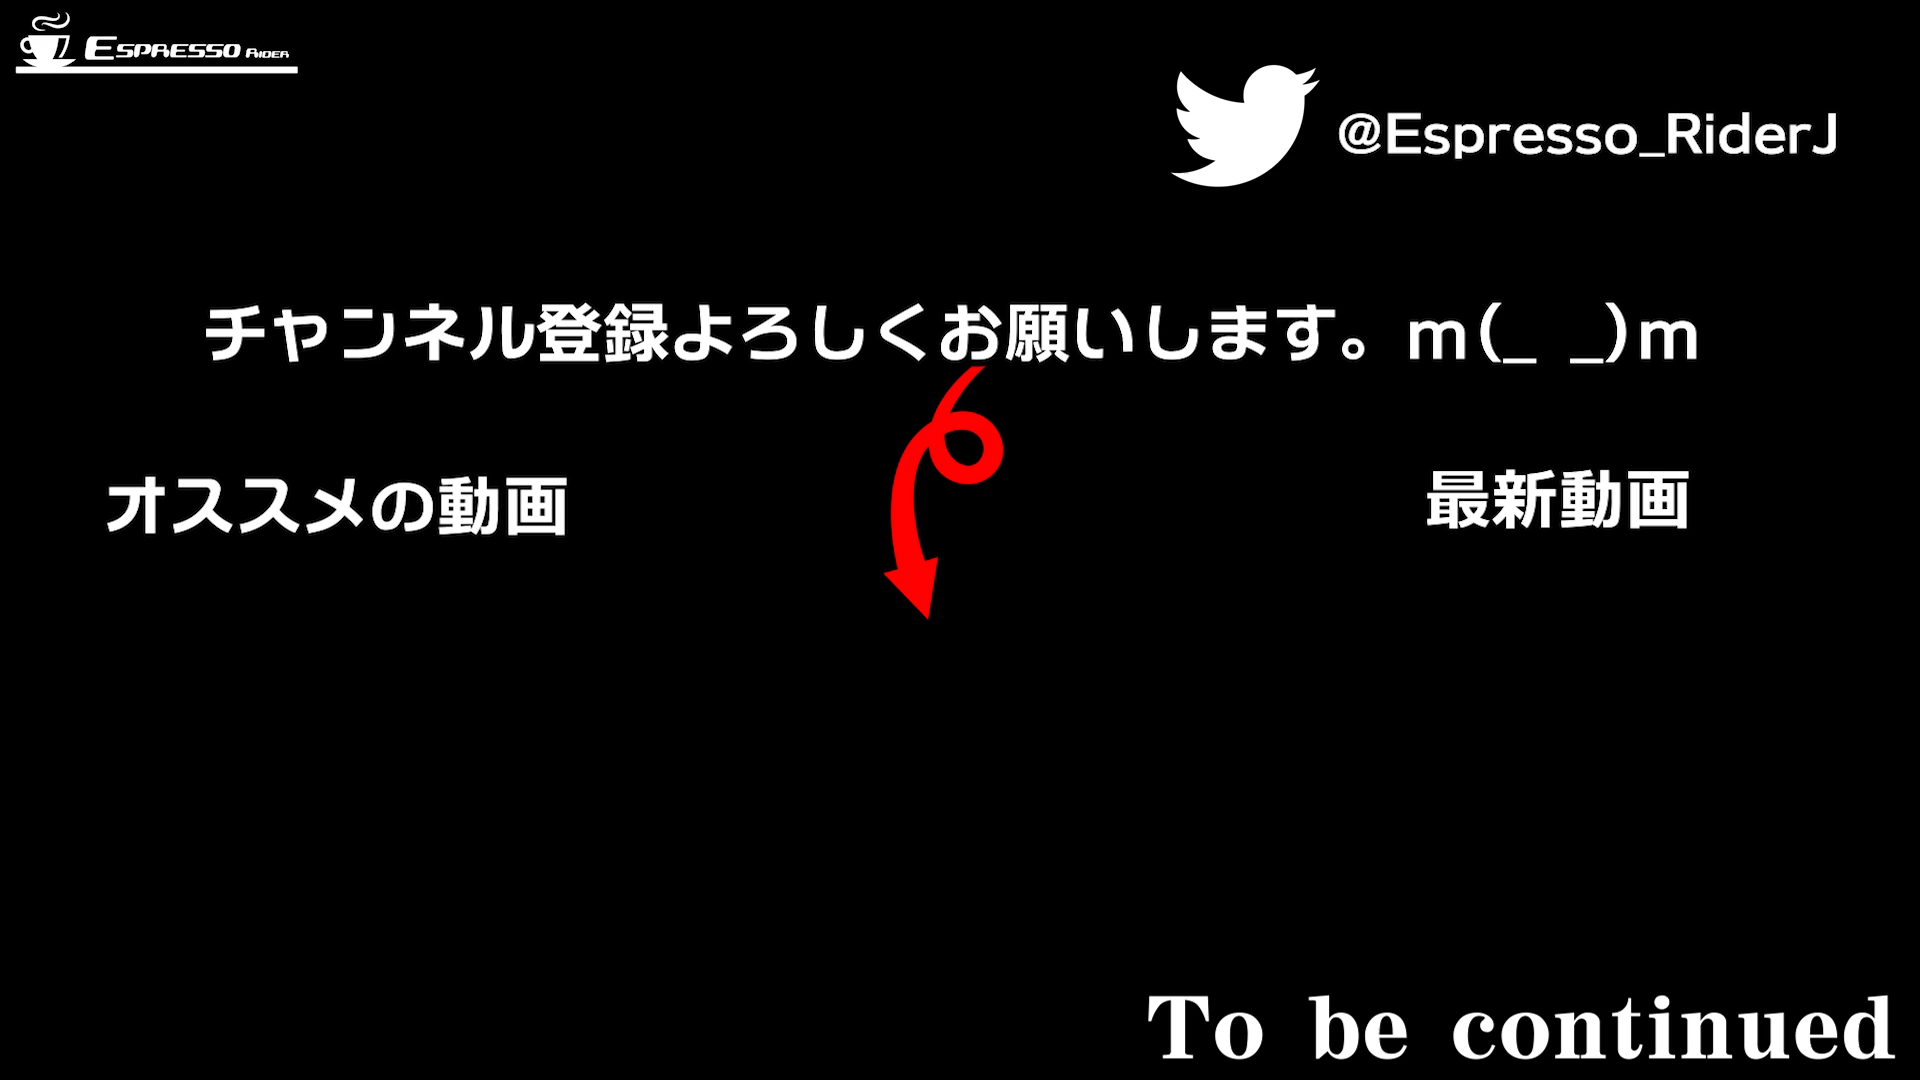 ESPRESSO RIDER
@Espresso_RiderJ
チャンネル登録よろしくお願いします。m(_ _)m
オススメの動画
最新動画
To be continued